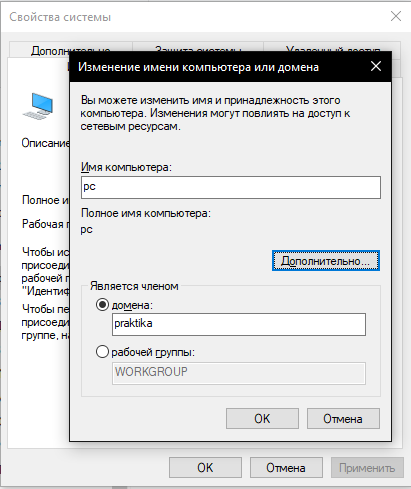 Свойства системы
Дополнительно
Защита системы
Удаленный доступ
Изменение имени компьютера или домена
Вы можете изменить имя и принадлежность этого
компьютера. Изменения могут повлиять на доступ к
сетевым ресурсам.
Описание
Имя компьютера:
pc
Полное и
Полное имя компьютера:
Рабочая г
pc
Чтобы ис
Дополнительно...
присоеди
рабочей г
"Идентиф
Является членом
Чтобы пе
домена:
присоеди
praktika
группе, на
рабочей группы:
WORKGROUP
ОК
Отмена
ОК
Отмена
Применить